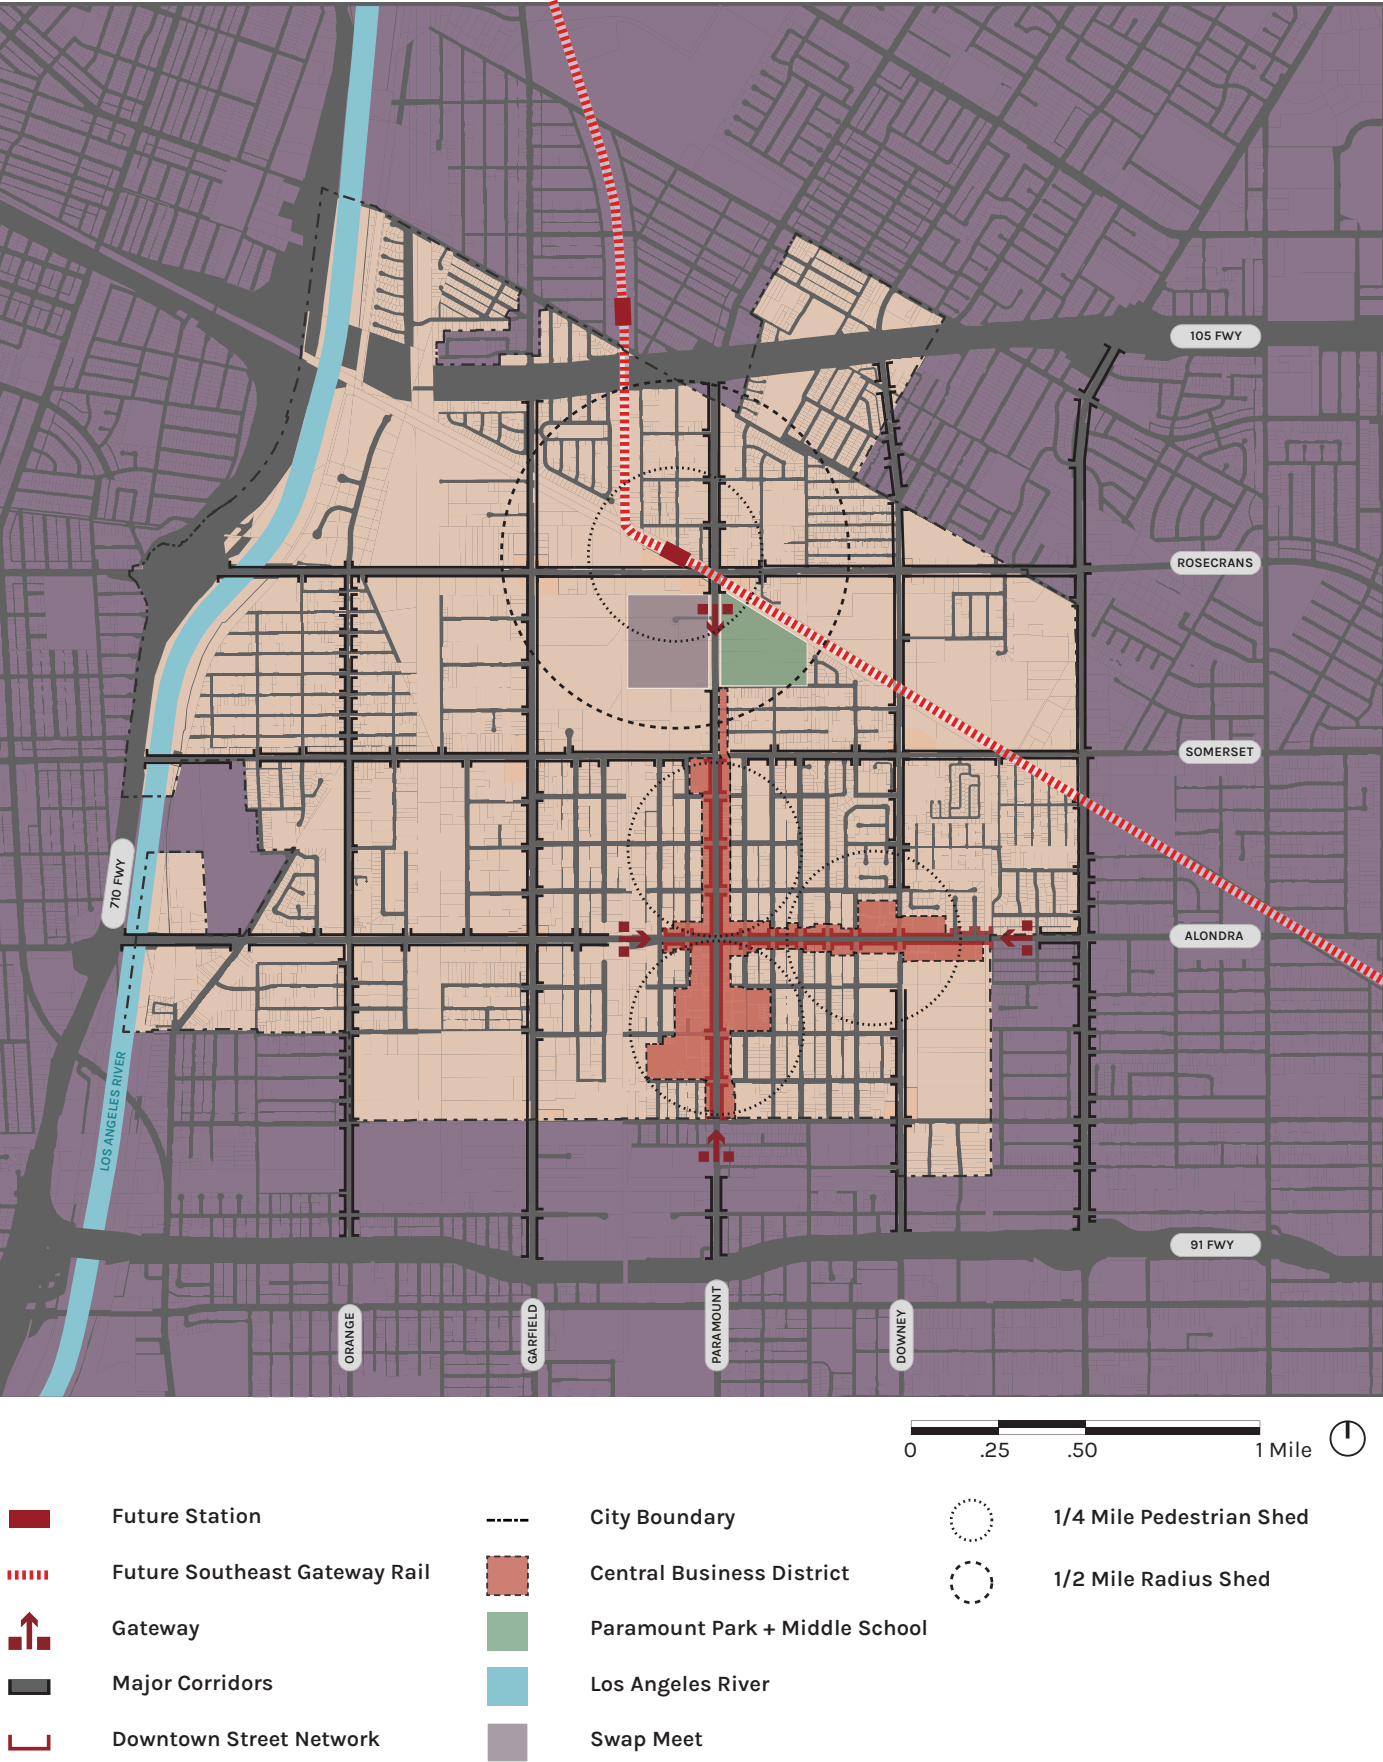 105 FWY
ROSECRANS
SOMERSET
710 FWY
ALONDRA
LOS ANGELES RIVER
91 FWY
ORANGE
GARFIELD
PARAMOUNT
DOWNEY
0 .25 .50 1 Mile
Future Station
City Boundary
1/4 Mile Pedestrian Shed
Future Southeast Gateway Rail
Central Business District
1/2 Mile Radius Shed
Gateway
Paramount Park + Middle School
Major Corridors
Los Angeles River
Downtown Street Network
Swap Meet